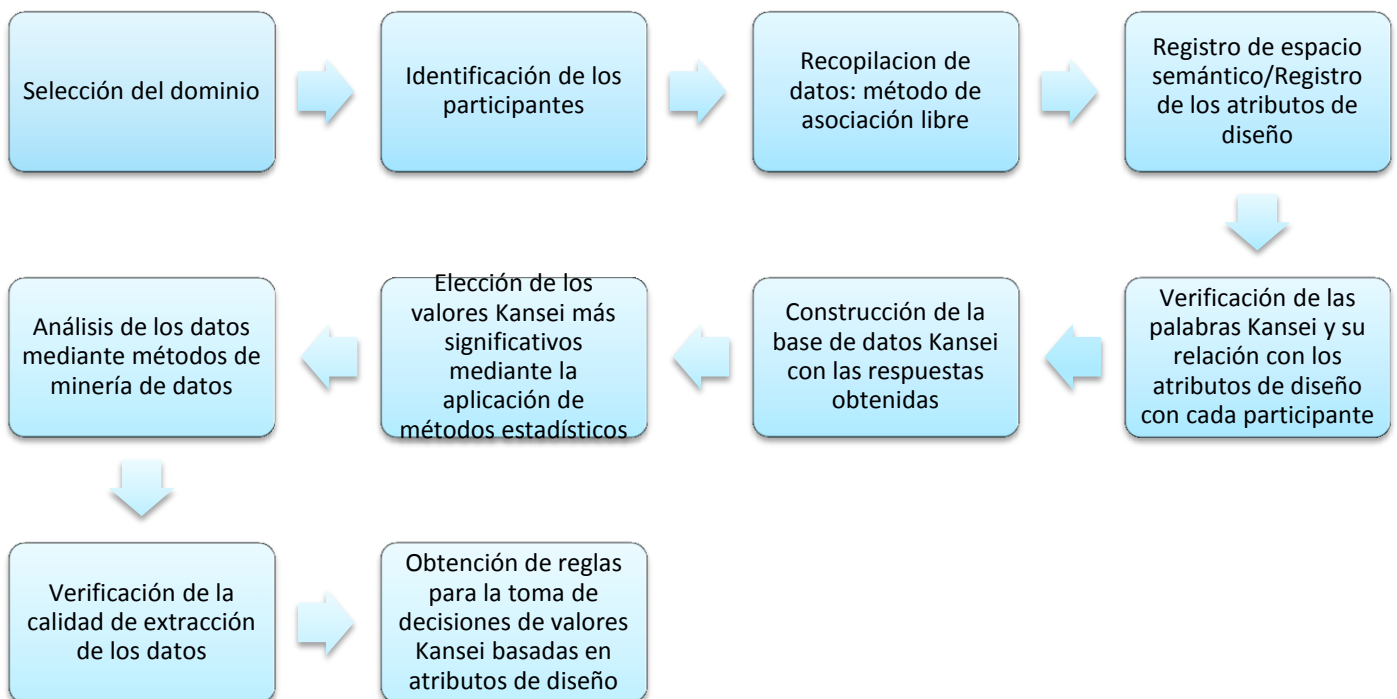 Selección del dominio
Identificación de los
participantes
Recopilacion de
datos: método de
asociación libre
Registro de espacio
semántico/Registro
de los atributos de
diseño
Verificación de las
palabras Kansei y su
relación con los
atributos de diseño
con cada participante
Construcción de la
base de datos Kansei
con las respuestas
obtenidas
Elección de los
valores Kansei más
significativos
mediante la
aplicación de
métodos estadísticos
Análisis de los datos
mediante métodos de
minería de datos
Verificación de la
calidad de extracción
de los datos
Obtención de reglas
para la toma de
decisiones de valores
Kansei basadas en
atributos de diseño